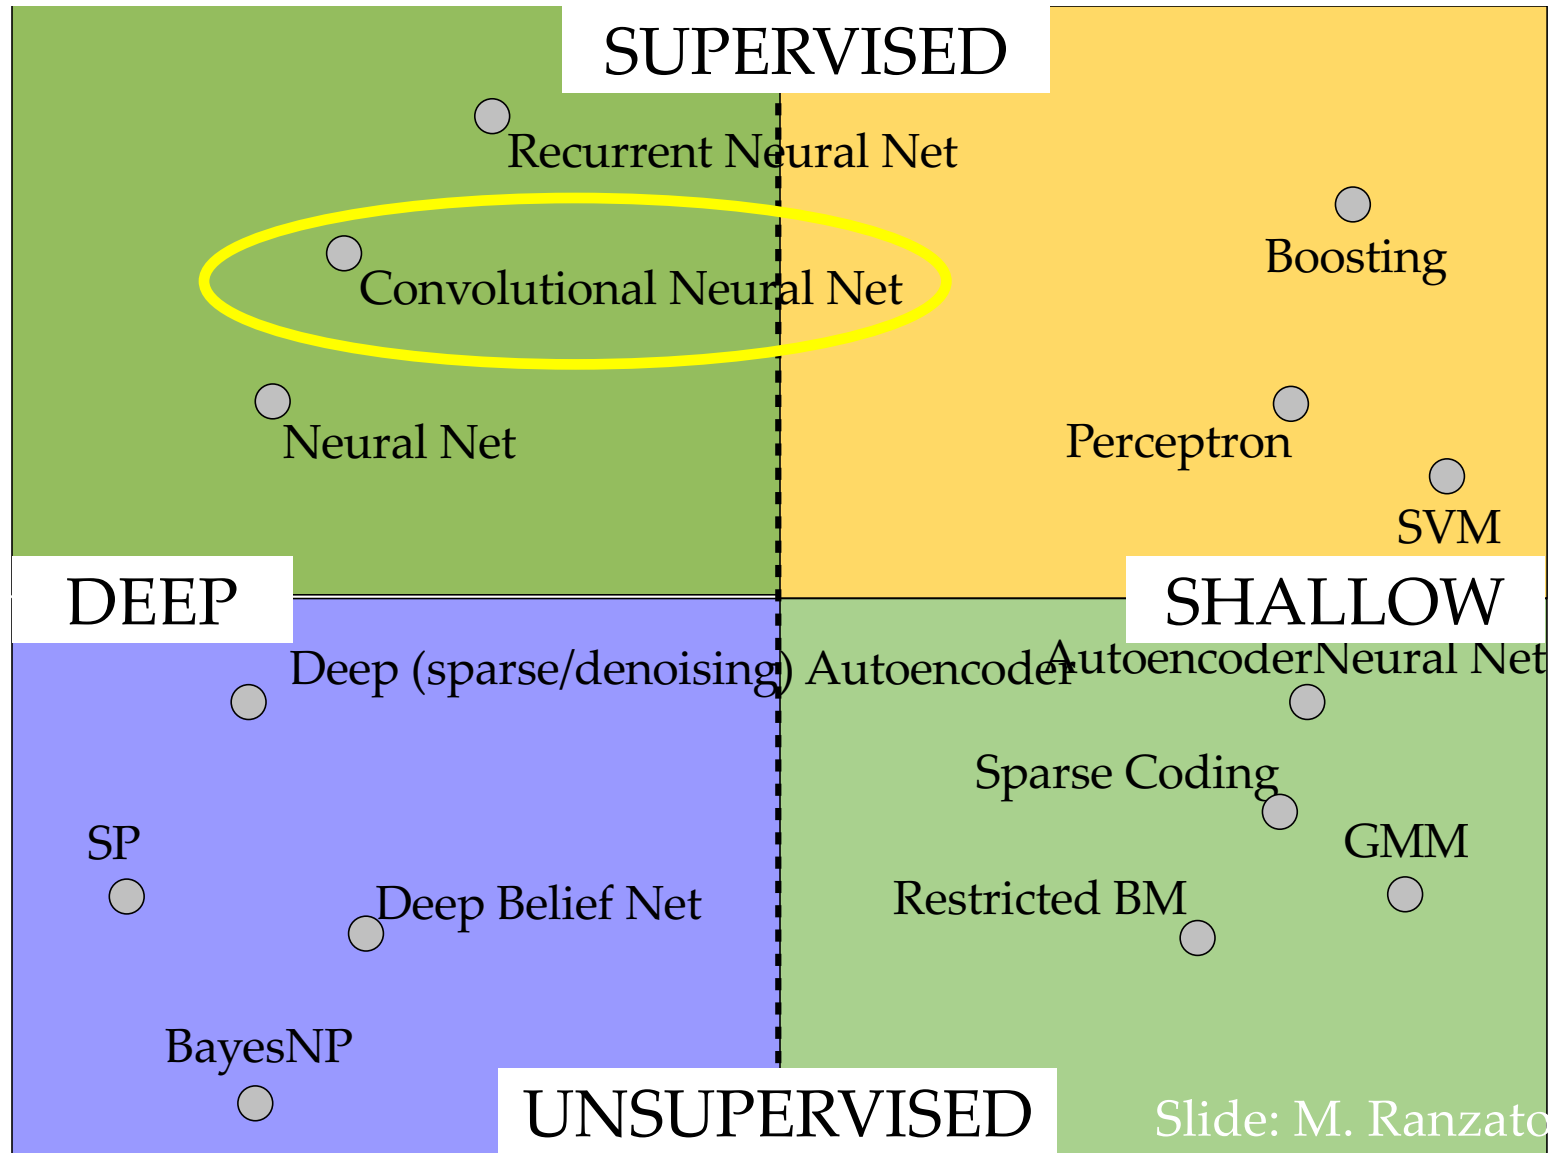 SUPERVISED
Recurrent Neural Net
Boosting
Convolutional Neural Net
Perceptron
Neural Net
SVM
DEEP
SHALLOW
Deep (sparse/denoising) Autoencoder
AutoencoderNeural Net
Sparse Coding
SP
GMM
Deep Belief Net
Restricted BM
BayesNP
UNSUPERVISED
Slide: M. Ranzato